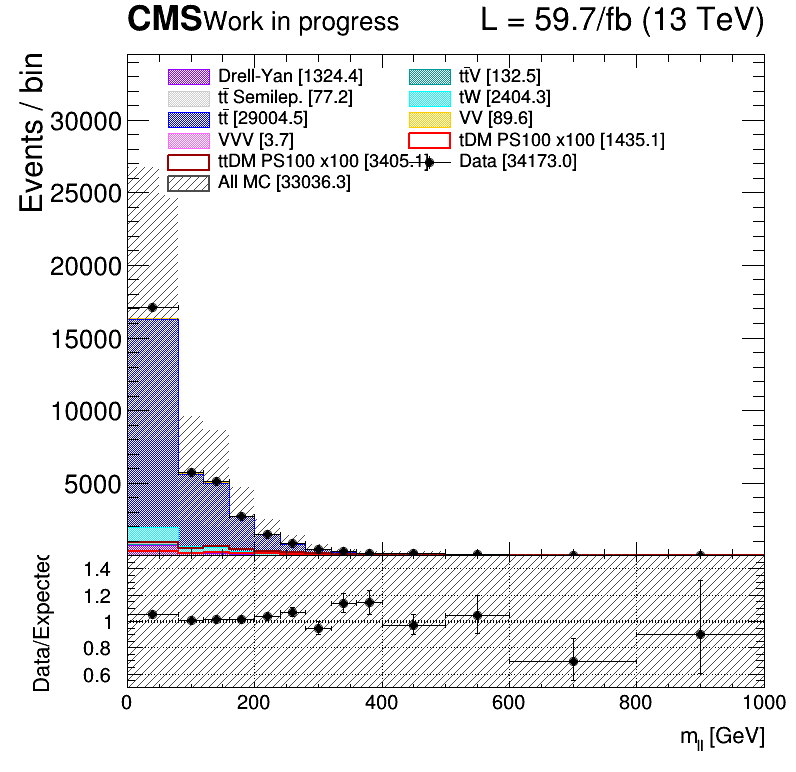 CMS Work in progress L = 59.7/fb (13 TeV)
Events / bin
Drell-Yan [1324.4] tt̄V [132.5]
tt̄ Semilep. [77.2] tW [2404.3]
tt̄ [29004.5] VV [89.6]
VVV [3.7] tDM PS100 x100 [1435.1]
ttDM PS100 x100 [3405.1] Data [34173.0]
All MC [33036.3]
30000
25000
20000
15000
10000
5000
Data/Expected
1.4
1.2
1
0.8
0.6
0 200 400 600 800 1000
m_ll [GeV]